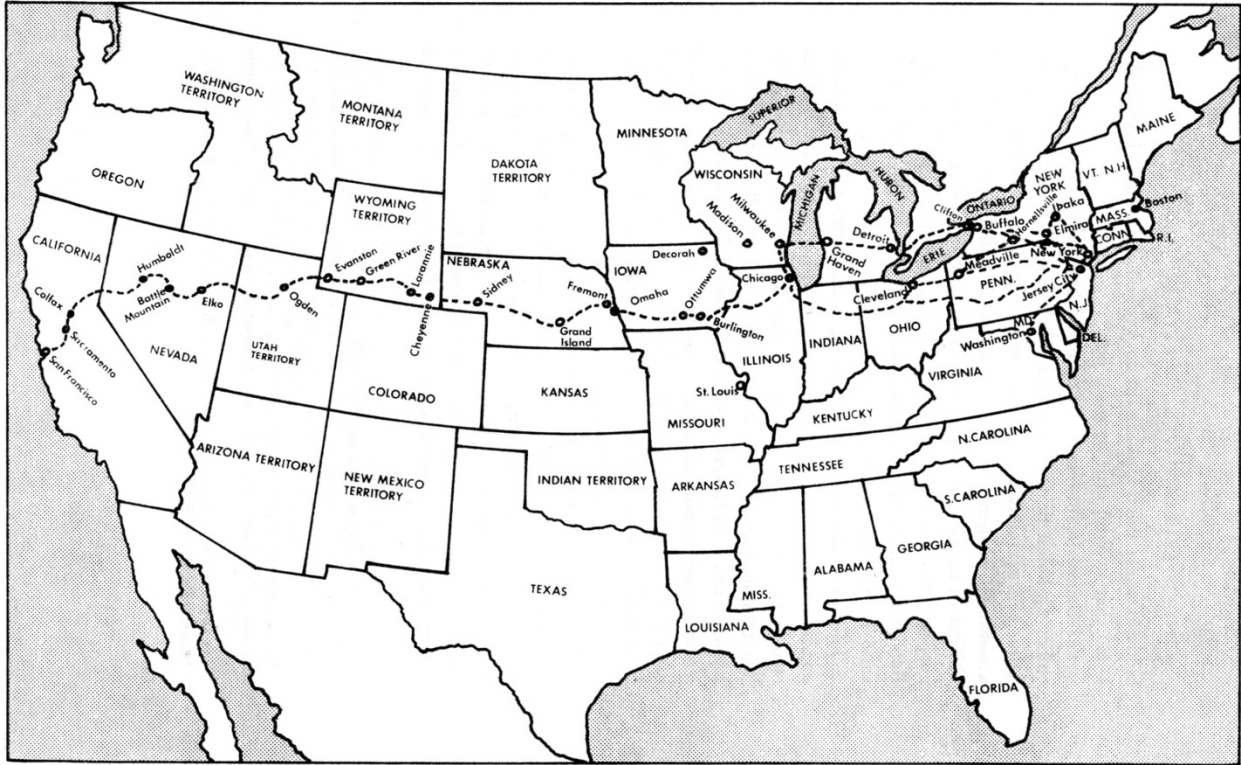 WASHINGTON
TERRITORY
MONTANA
TERRITORY
DAKOTA
TERRITORY
MINNESOTA
SUPERIOR
MAINE
OREGON
WYOMING
TERRITORY
WISCONSIN
Madison
Milwaukee
MICHIGAN
HURON
Detroit
Grand
Haven
ONTARIO
Clifton
Buffalo
Hornellsville
NEW
YORK
Ipaka
Elmira
VT.
N.H.
MASS.
Boston
CONN
R.I.
ERIE
Meadville
New York
PENN.
Jersey City
N.J.
CALIFORNIA
Humboldt
Colfax
Battle
Mountain
Elko
Sacramento
San Francisco
NEVADA
Ogden
UTAH
TERRITORY
Evanston
Green River
Larannie
Cheyenne
NEBRASKA
Sidney
Grand
Island
Fremont
Omaha
IOWA
Decorah
Ottumwa
Burlington
Chicago
Cleveland
ILLINOIS
INDIANA
OHIO
Washington
MD.
DEL.
VIRGINIA
COLORADO
KANSAS
St. Louis
MISSOURI
KENTUCKY
ARIZONA TERRITORY
NEW MEXICO
TERRITORY
INDIAN TERRITORY
ARKANSAS
TENNESSEE
N.CAROLINA
S.CAROLINA
TEXAS
LOUISIANA
MISS.
ALABAMA
GEORGIA
FLORIDA